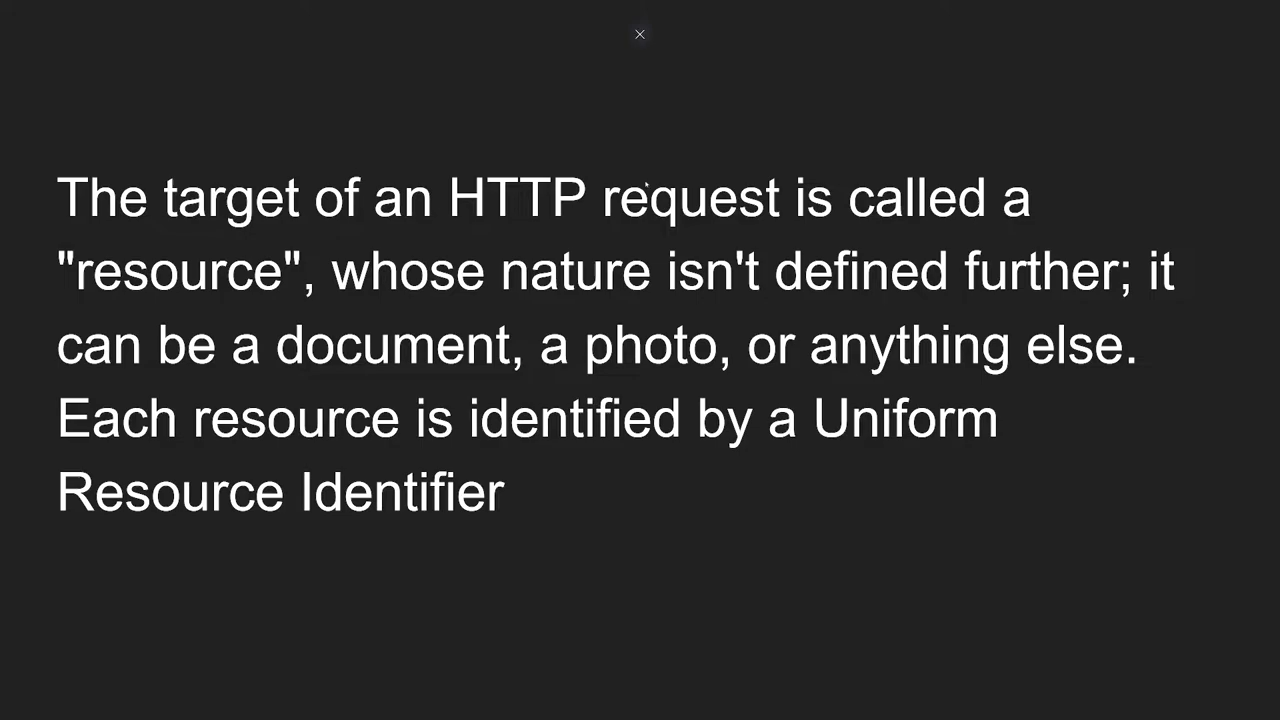 The target of an HTTP request is called a
"resource", whose nature isn't defined further; it
can be a document, a photo, or anything else.
Each resource is identified by a Uniform
Resource Identifier